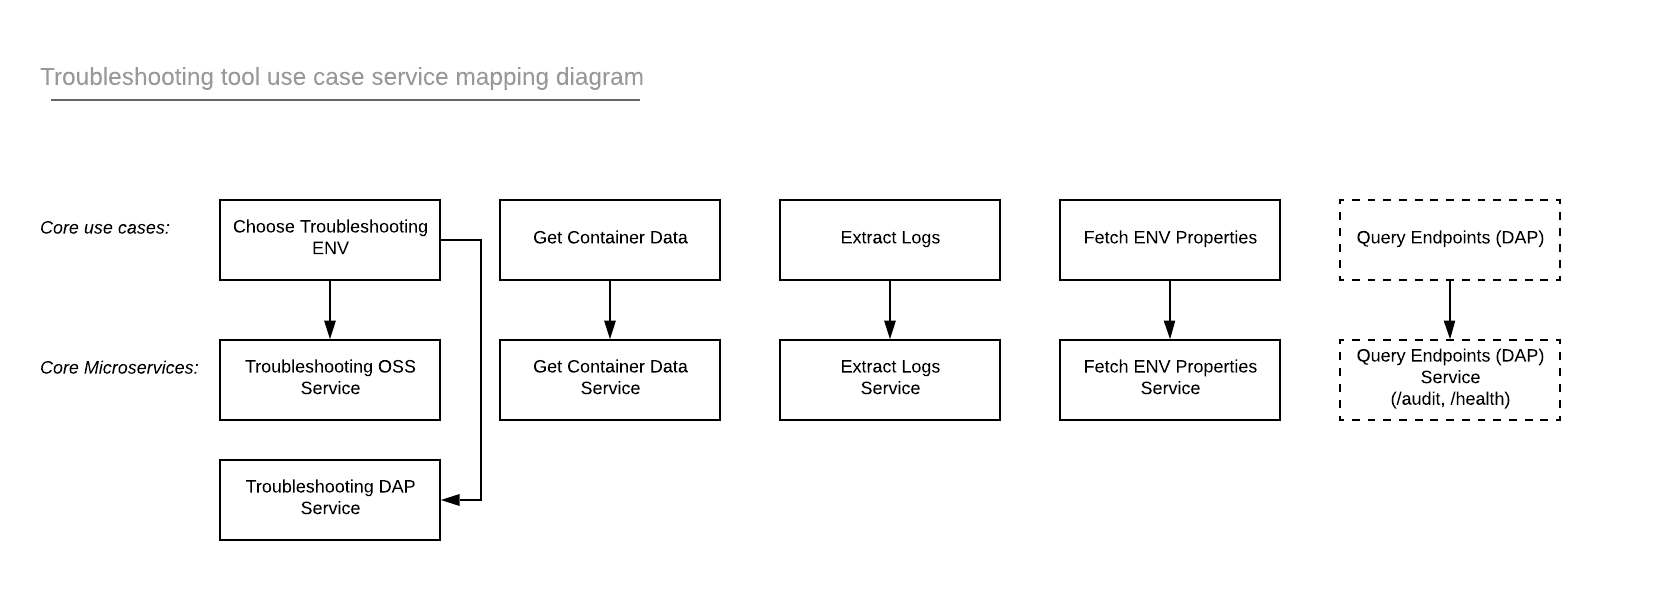 Troubleshooting tool use case service mapping diagram
Core use cases:
Choose Troubleshooting
ENV
Get Container Data
Extract Logs
Fetch ENV Properties
Query Endpoints (DAP)
Core Microservices:
Troubleshooting OSS
Service
Get Container Data
Service
Extract Logs
Service
Fetch ENV Properties
Service
Query Endpoints (DAP)
Service
(/audit, /health)
Troubleshooting DAP
Service